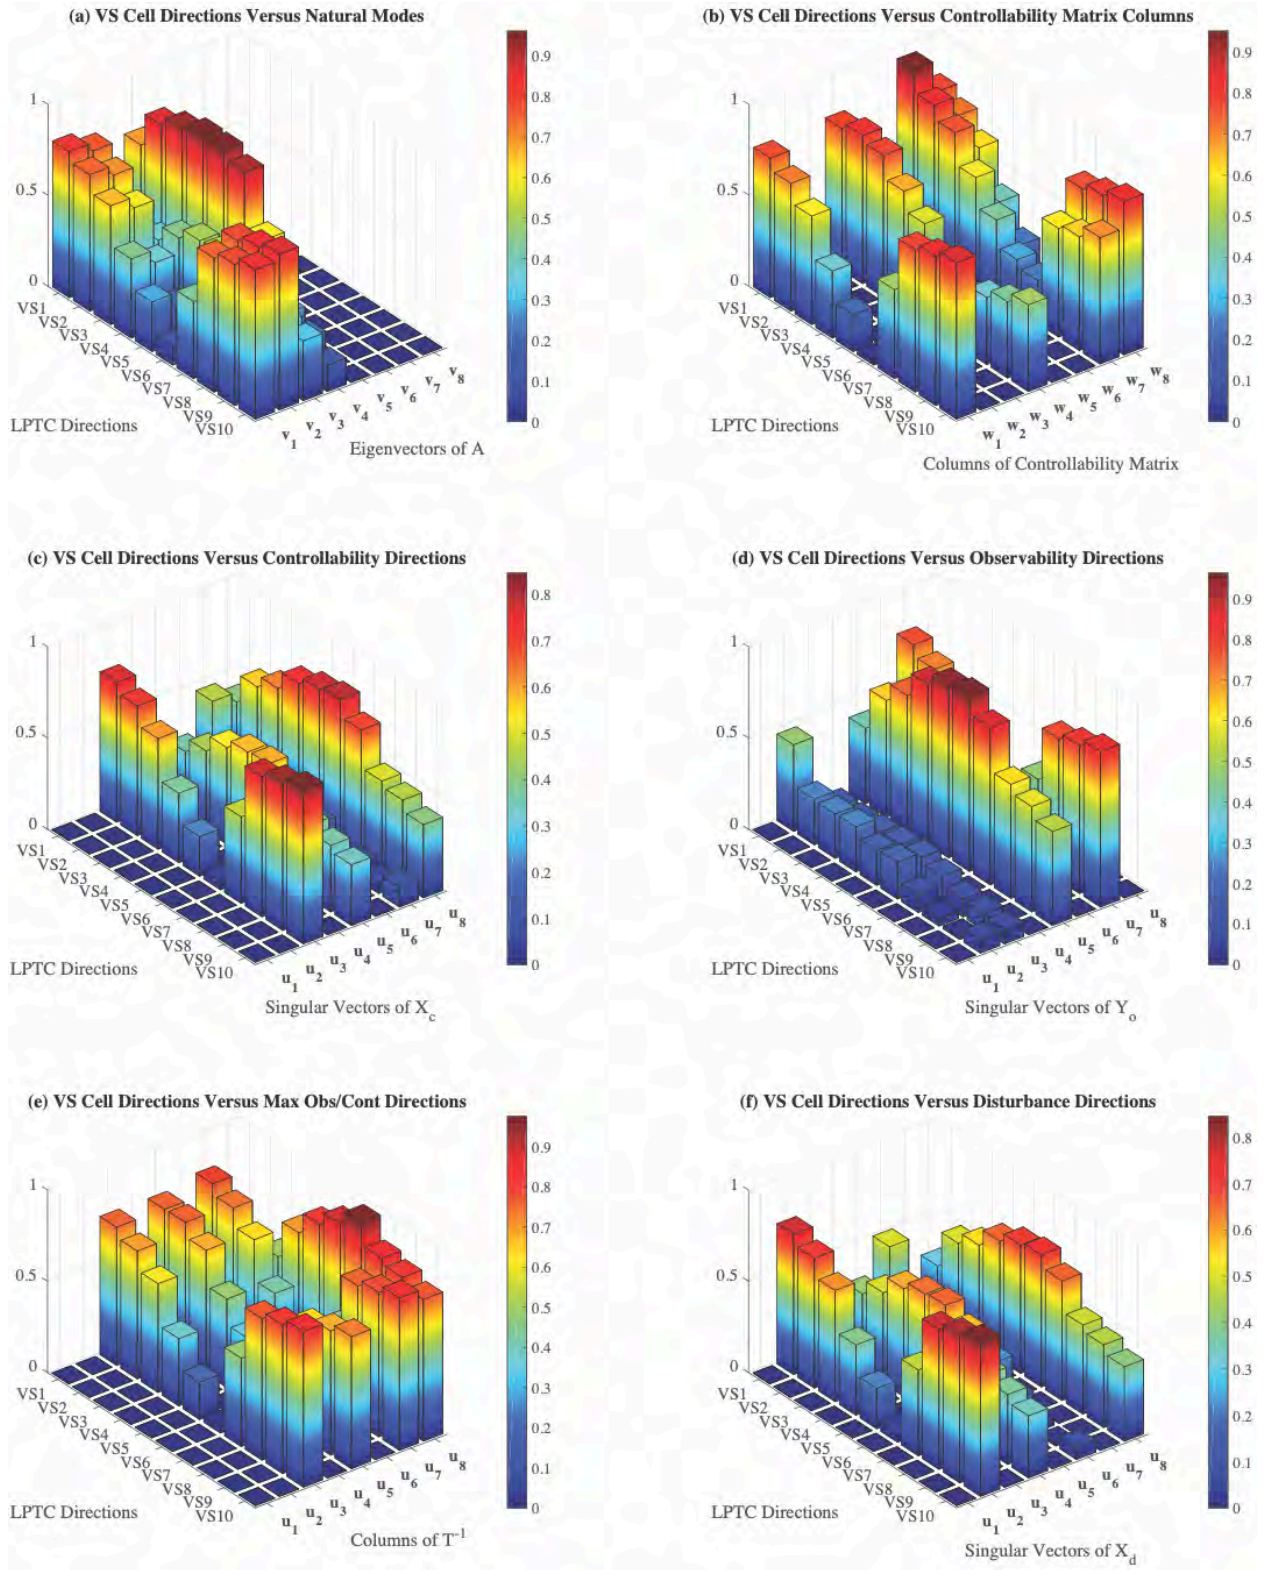 (a) VS Cell Directions Versus Natural Modes
1
0.5
0
VS1
VS2
VS3
VS4
VS5
VS6
VS7
VS8
VS9
VS10
LPTC Directions
v1
v2
v3
v4
v5
v6
v7
v8
Eigenvectors of A
0.9
0.8
0.7
0.6
0.5
0.4
0.3
0.2
0.1
0
(b) VS Cell Directions Versus Controllability Matrix Columns
1
0.5
0
VS1
VS2
VS3
VS4
VS5
VS6
VS7
VS8
VS9
VS10
LPTC Directions
w1
w2
w3
w4
w5
w6
w7
w8
Columns of Controllability Matrix
0.9
0.8
0.7
0.6
0.5
0.4
0.3
0.2
0.1
0
(c) VS Cell Directions Versus Controllability Directions
1
0.5
0
VS1
VS2
VS3
VS4
VS5
VS6
VS7
VS8
VS9
VS10
LPTC Directions
u1
u2
u3
u4
u5
u6
u7
u8
Singular Vectors of Xc
0.8
0.7
0.6
0.5
0.4
0.3
0.2
0.1
0
(d) VS Cell Directions Versus Observability Directions
1
0.5
0
VS1
VS2
VS3
VS4
VS5
VS6
VS7
VS8
VS9
VS10
LPTC Directions
u1
u2
u3
u4
u5
u6
u7
u8
Singular Vectors of Yo
0.9
0.8
0.7
0.6
0.5
0.4
0.3
0.2
0.1
0
(e) VS Cell Directions Versus Max Obs/Cont Directions
1
0.5
0
VS1
VS2
VS3
VS4
VS5
VS6
VS7
VS8
VS9
VS10
LPTC Directions
u1
u2
u3
u4
u5
u6
u7
u8
Columns of T-1
0.9
0.8
0.7
0.6
0.5
0.4
0.3
0.2
0.1
0
(f) VS Cell Directions Versus Disturbance Directions
1
0.5
0
VS1
VS2
VS3
VS4
VS5
VS6
VS7
VS8
VS9
VS10
LPTC Directions
u1
u2
u3
u4
u5
u6
u7
u8
Singular Vectors of Xd
0.8
0.7
0.6
0.5
0.4
0.3
0.2
0.1
0